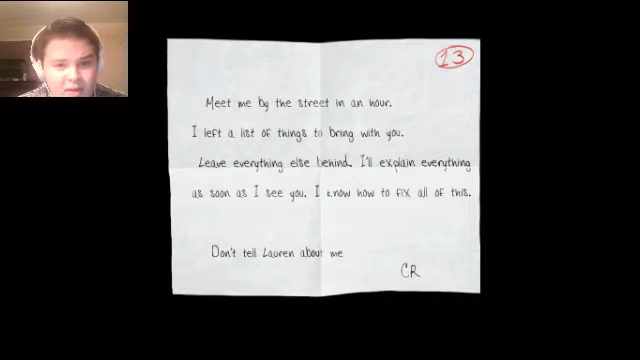 13
Meet me by the street in an hour.
I left a list of things to bring with you.
Leave everything else behind. I'll explain everything
as soon as I see you. I know how to fix all of this.
Don't tell Lauren about me
CR